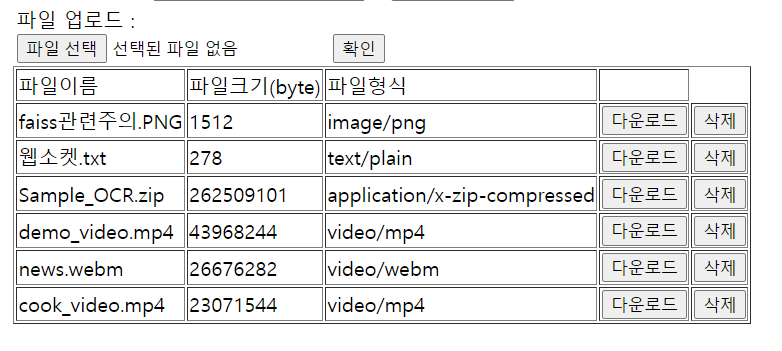 파일 업로드 :
파일 선택 선택된 파일 없음 확인
파일이름 파일크기(byte) 파일형식
faiss관련주의.PNG 1512 image/png 다운로드 삭제
웹소켓.txt 278 text/plain 다운로드 삭제
Sample_OCR.zip 262509101 application/x-zip-compressed 다운로드 삭제
demo_video.mp4 43968244 video/mp4 다운로드 삭제
news.webm 26676282 video/webm 다운로드 삭제
cook_video.mp4 23071544 video/mp4 다운로드 삭제